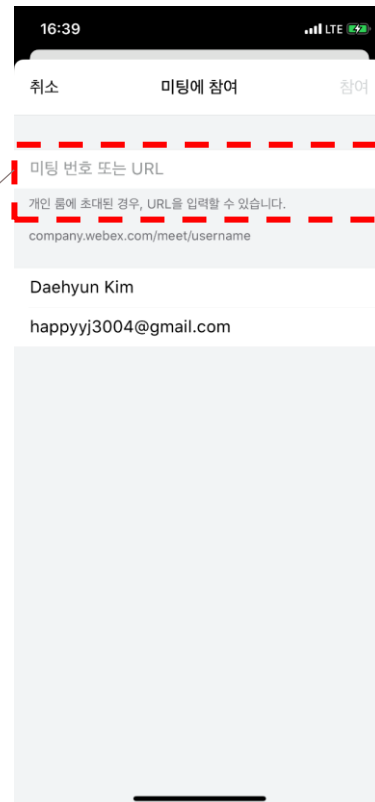 16:39 LTE
취소 미팅에 참여 참여
미팅 번호 또는 URL
개인 룸에 초대된 경우, URL을 입력할 수 있습니다.
company.webex.com/meet/username
Daehyun Kim
happyyj3004@gmail.com